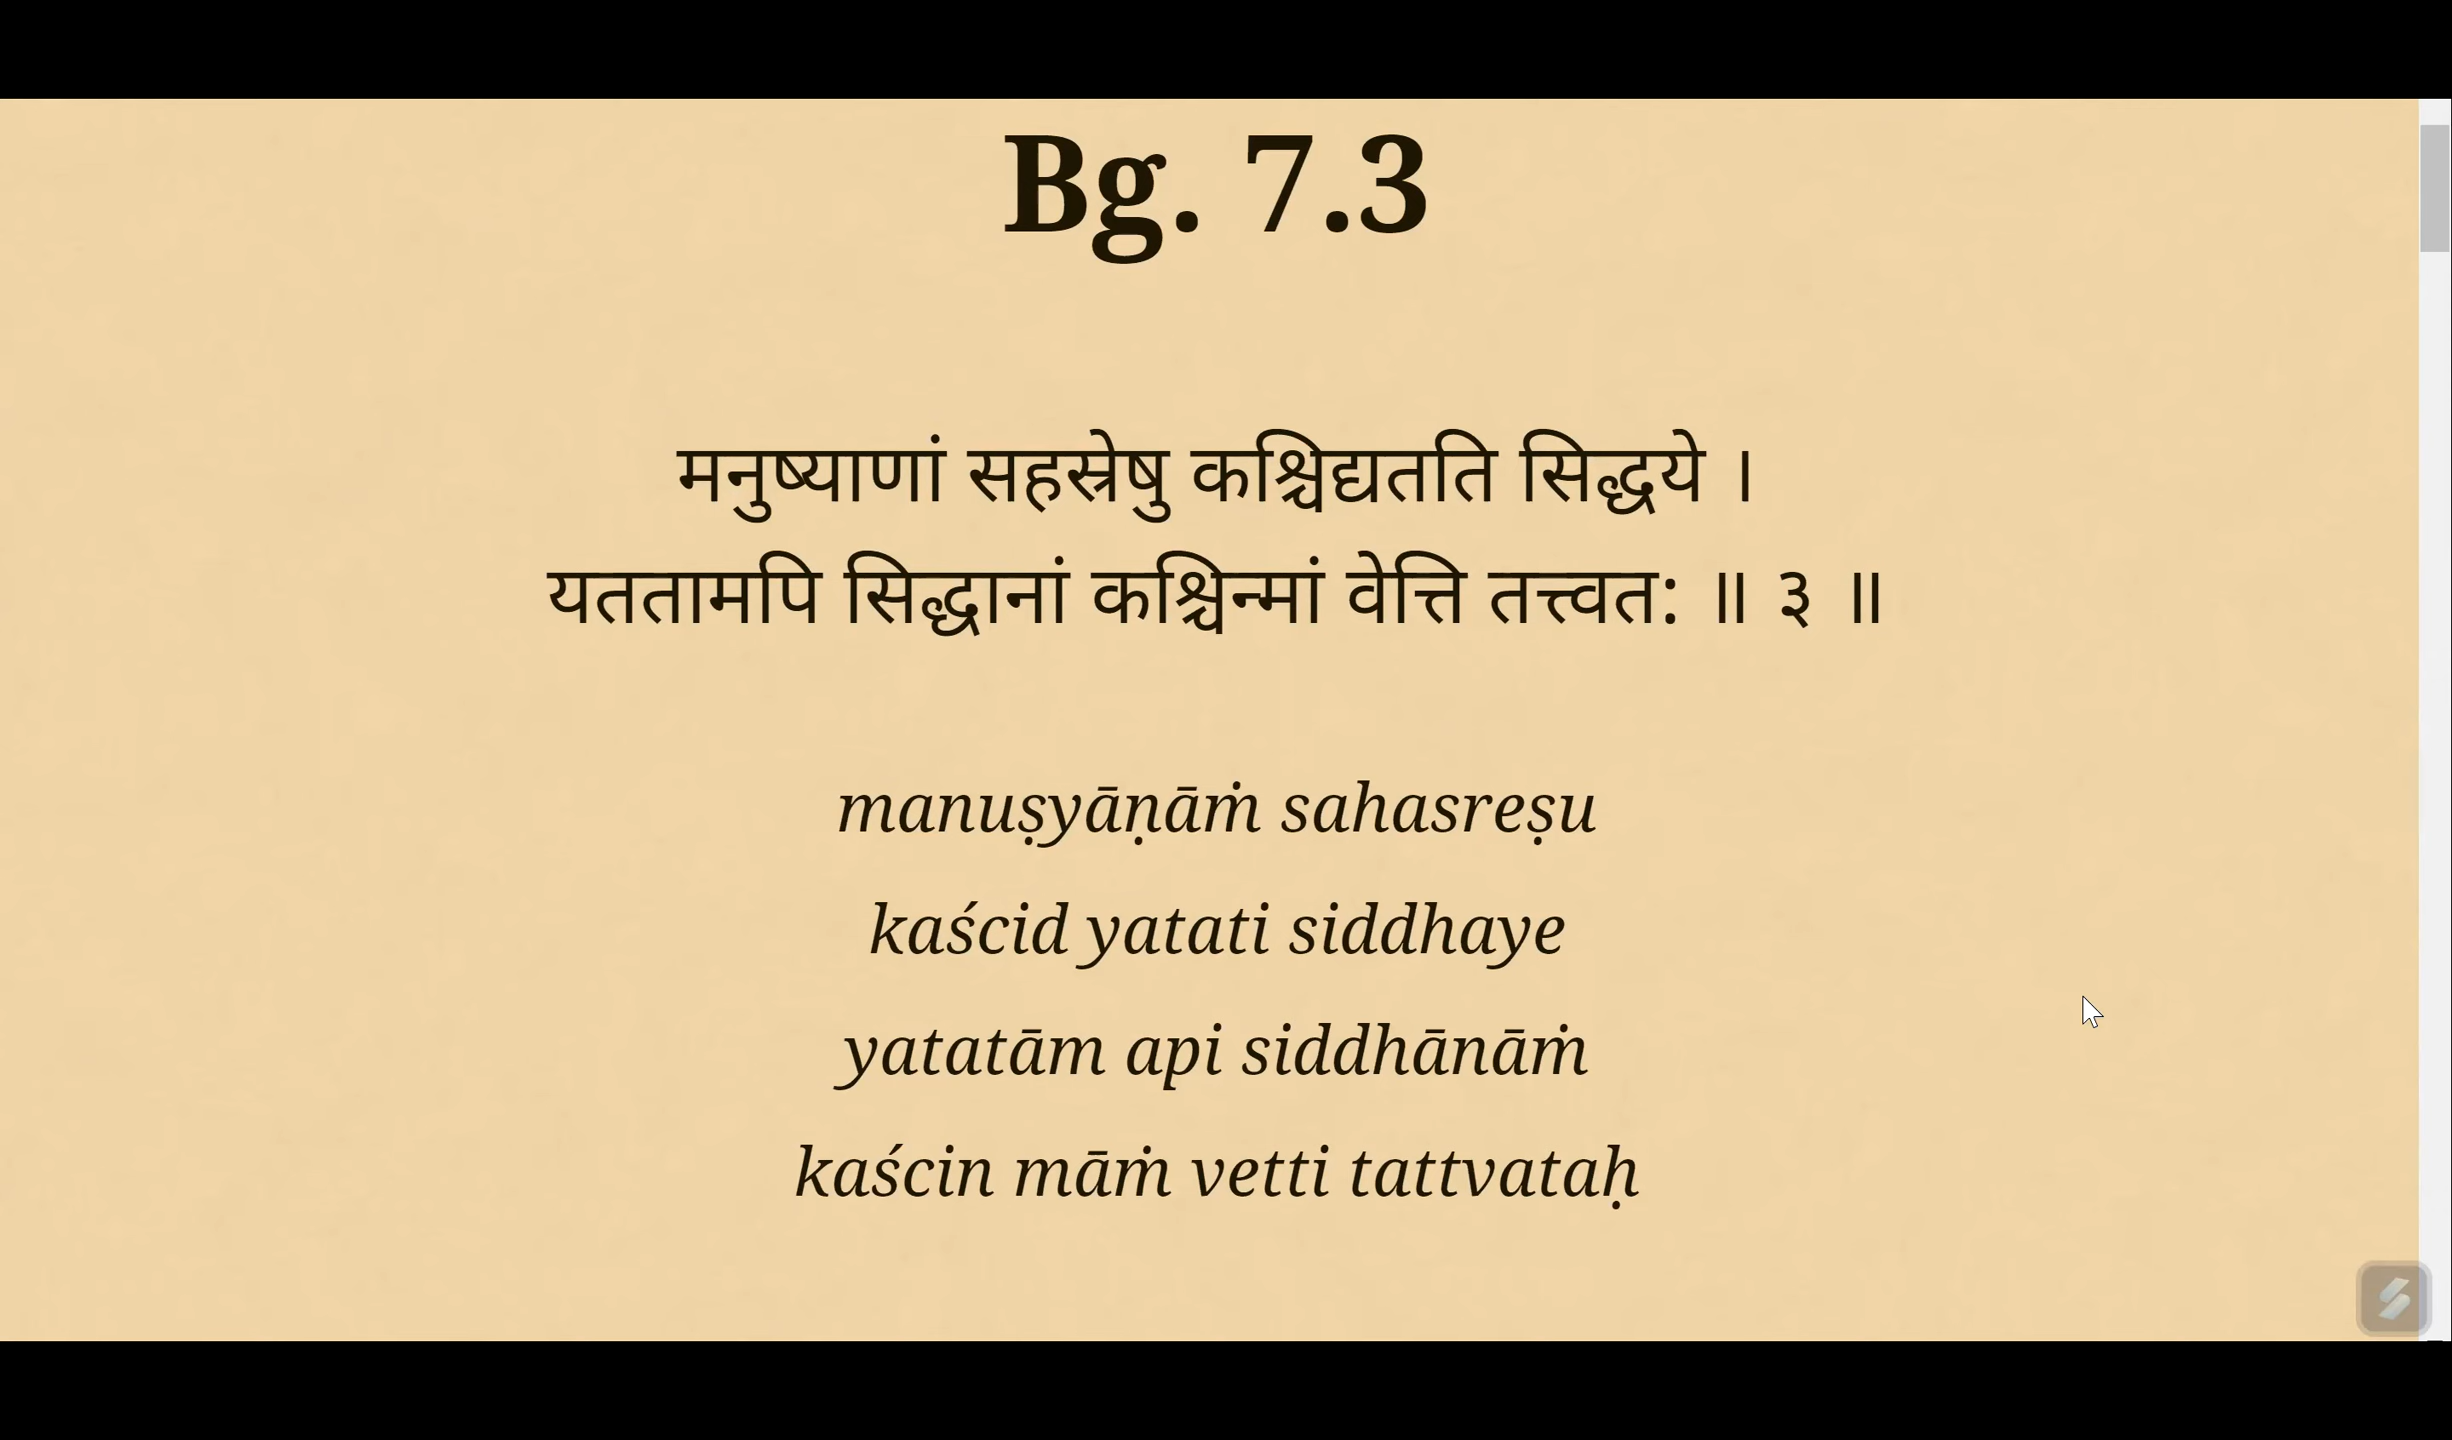 Bg. 7.3
मनुष्याणां सहस्रेषु कश्चिद्यतति सिद्धये ।
यततामपि सिद्धानां कश्चिन्मां वेत्ति तत्त्वत: ॥ ३ ॥
manuṣyāṇāṁ sahasreṣu
kaścid yatati siddhaye
yatatām api siddhānāṁ
kaścin māṁ vetti tattvataḥ